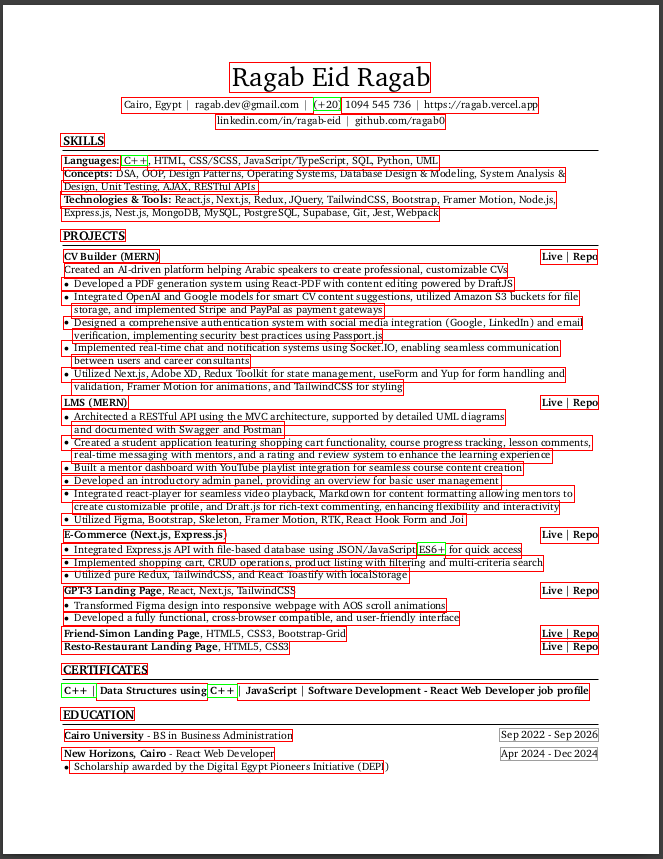 Ragab Eid Ragab
Cairo, Egypt | ragab.dev@gmail.com | (+20) 1094 545 736 | https://ragab.vercel.app
linkedin.com/in/ragab-eid | github.com/ragab0
SKILLS
Languages: C++, HTML, CSS/SCSS, JavaScript/TypeScript, SQL, Python, UML
Concepts: DSA, OOP, Design Patterns, Operating Systems, Database Design & Modeling, System Analysis &
Design, Unit Testing, AJAX, RESTful APIs
Technologies & Tools: React.js, Next.js, Redux, JQuery, TailwindCSS, Bootstrap, Framer Motion, Node.js,
Express.js, Nest.js, MongoDB, MySQL, PostgreSQL, Supabase, Git, Jest, Webpack
PROJECTS
CV Builder (MERN) Live | Repo
Created an AI-driven platform helping Arabic speakers to create professional, customizable CVs
• Developed a PDF generation system using React-PDF with content editing powered by DraftJS
• Integrated OpenAI and Google models for smart CV content suggestions, utilized Amazon S3 buckets for file
storage, and implemented Stripe and PayPal as payment gateways
• Designed a comprehensive authentication system with social media integration (Google, LinkedIn) and email
verification, implementing security best practices using Passport.js
• Implemented real-time chat and notification systems using Socket.IO, enabling seamless communication
between users and career consultants
• Utilized Next.js, Adobe XD, Redux Toolkit for state management, useForm and Yup for form handling and
validation, Framer Motion for animations, and TailwindCSS for styling
LMS (MERN) Live | Repo
• Architected a RESTful API using the MVC architecture, supported by detailed UML diagrams
and documented with Swagger and Postman
• Created a student application featuring shopping cart functionality, course progress tracking, lesson comments,
real-time messaging with mentors, and a rating and review system to enhance the learning experience
• Built a mentor dashboard with YouTube playlist integration for seamless course content creation
• Developed an introductory admin panel, providing an overview for basic user management
• Integrated react-player for seamless video playback, Markdown for content formatting allowing mentors to
create customizable profile, and Draft.js for rich-text commenting, enhancing flexibility and interactivity
• Utilized Figma, Bootstrap, Skeleton, Framer Motion, RTK, React Hook Form and Joi
E-Commerce (Next.js, Express.js) Live | Repo
• Integrated Express.js API with file-based database using JSON/JavaScript ES6+ for quick access
• Implemented shopping cart, CRUD operations, product listing with filtering and multi-criteria search
• Utilized pure Redux, TailwindCSS, and React Toastify with localStorage
GPT-3 Landing Page, React, Next.js, TailwindCSS Live | Repo
• Transformed Figma design into responsive webpage with AOS scroll animations
• Developed a fully functional, cross-browser compatible, and user-friendly interface
Friend-Simon Landing Page, HTML5, CSS3, Bootstrap-Grid Live | Repo
Resto-Restaurant Landing Page, HTML5, CSS3 Live | Repo
CERTIFICATES
C++ | Data Structures using C++ | JavaScript | Software Development - React Web Developer job profile
EDUCATION
Cairo University - BS in Business Administration Sep 2022 - Sep 2026
New Horizons, Cairo - React Web Developer Apr 2024 - Dec 2024
• Scholarship awarded by the Digital Egypt Pioneers Initiative (DEPI)